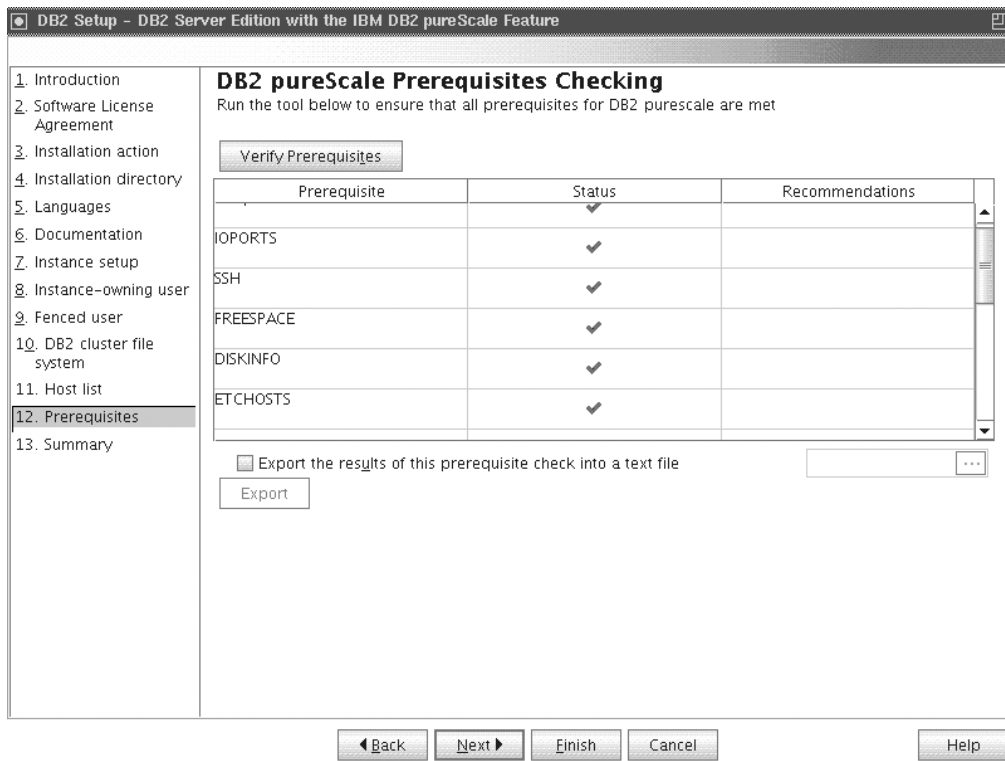 DB2 Setup – DB2 Server Edition with the IBM DB2 pureScale Feature
1. Introduction
2. Software License
Agreement
3. Installation action
4. Installation directory
5. Languages
6. Documentation
7. Instance setup
8. Instance–owning user
9. Fenced user
10. DB2 cluster file
system
11. Host list
12. Prerequisites
13. Summary
DB2 pureScale Prerequisites Checking
Run the tool below to ensure that all prerequisites for DB2 purescale are met
Verify Prerequisites
Prerequisite Status Recommendations
IOPORTS
SSH
FREESPACE
DISKINFO
ETCHOSTS
Export the results of this prerequisite check into a text file
...
Export
Back Next Finish Cancel Help